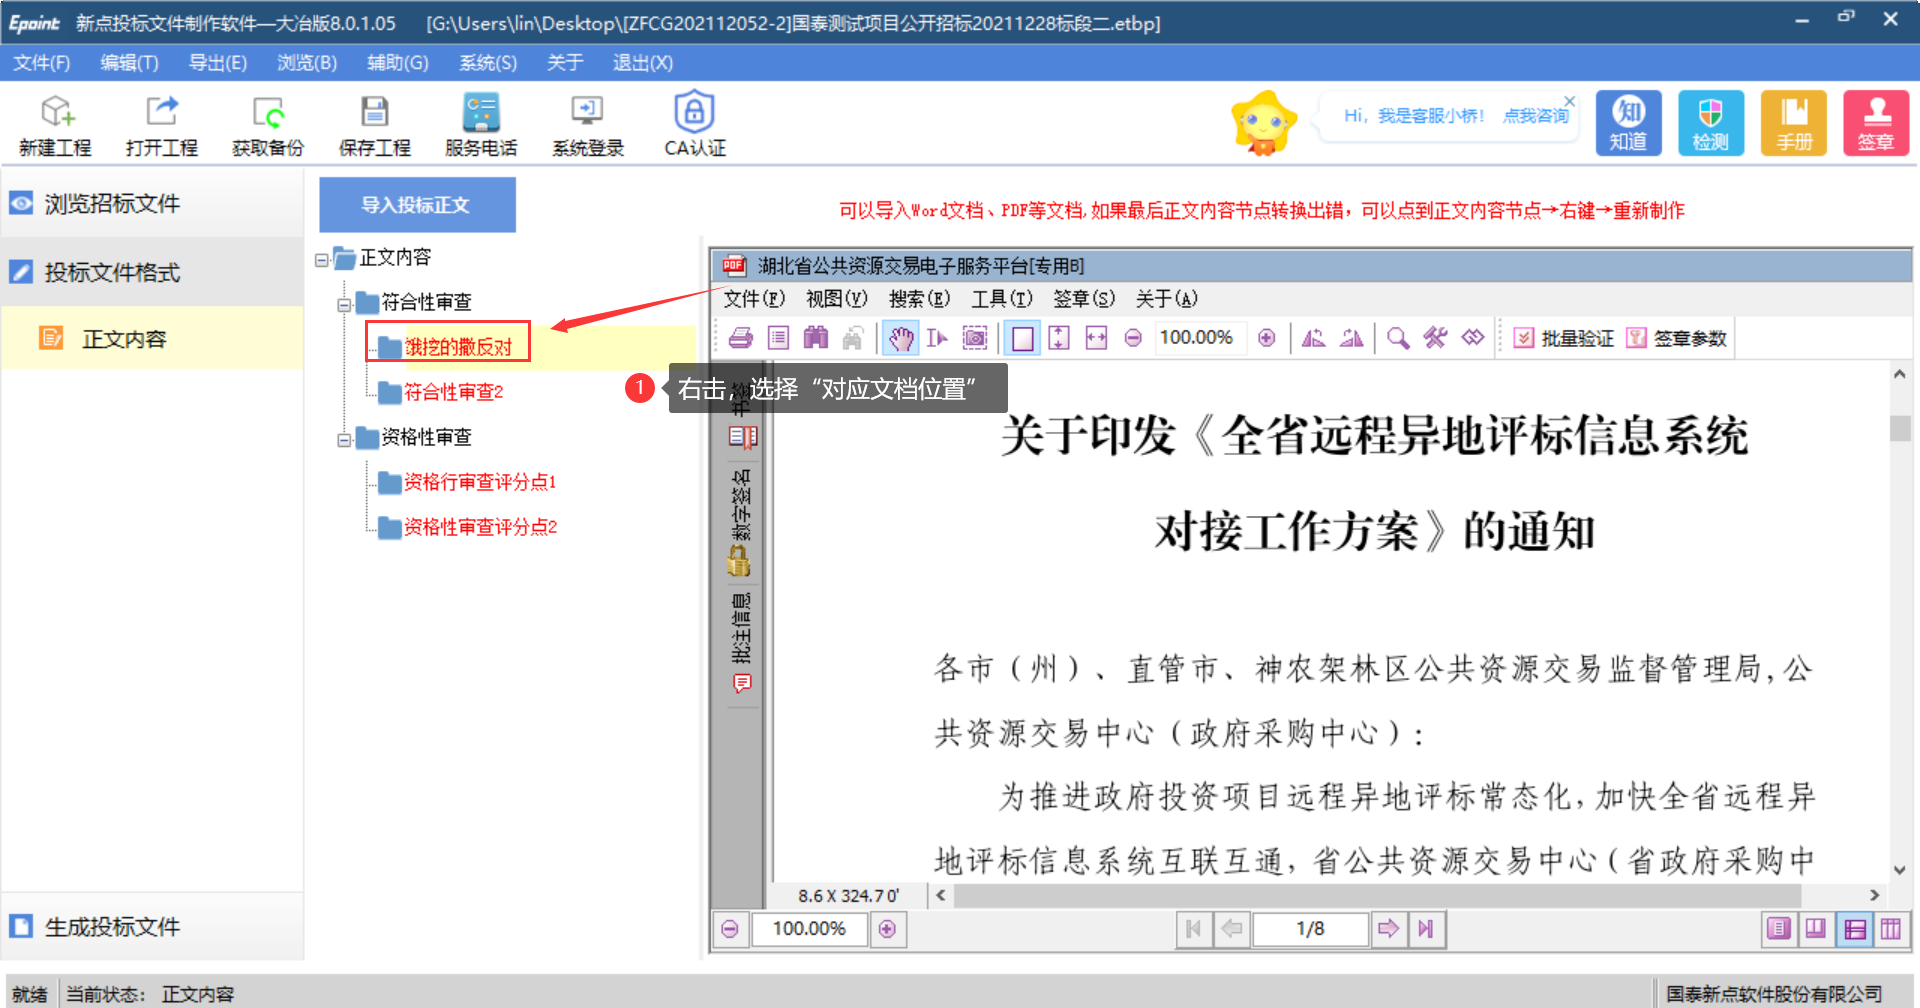 Epoint 新点投标文件制作软件—大冶版8.0.1.05 [G:\Users\lin\Desktop\[ZFCG202112052-2]国泰测试项目公开招标20211228标段二.etbp]
文件(F) 编辑(T) 导出(E) 浏览(B) 辅助(G) 系统(S) 关于 退出(X)
新建工程 打开工程 获取备份 保存工程 服务电话 系统登录 CA认证
Hi，我是客服小桥！ 点我咨询
知 知道 检测 手册 签章
浏览招标文件
投标文件格式
正文内容
生成投标文件
导入投标正文
可以导入Word文档、PDF等文档,如果最后正文内容节点转换出错，可以点到正文内容节点→右键→重新制作
正文内容
符合性审查
饿挖的撒反对
符合性审查2
资格性审查
资格行审查评分点1
资格性审查评分点2
1 右击，选择“对应文档位置”
PDF 湖北省公共资源交易电子服务平台[专用B]
文件(F) 视图(V) 搜索(E) 工具(T) 签章(S) 关于(A)
100.00% 批量验证 签章参数
数字签名
批注信息
关于印发《全省远程异地评标信息系统
对接工作方案》的通知
各市（州）、直管市、神农架林区公共资源交易监督管理局,公
共资源交易中心（政府采购中心）：
为推进政府投资项目远程异地评标常态化,加快全省远程异
地评标信息系统互联互通，省公共资源交易中心（省政府采购中
8.6 X 324.7 0'
100.00% 1/8
就绪 当前状态： 正文内容 国泰新点软件股份有限公司